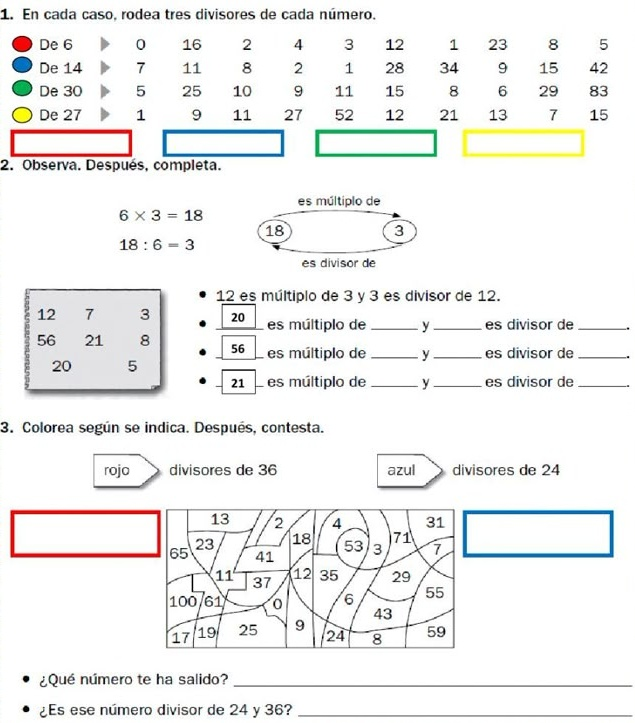 1. En cada caso, rodea tres divisores de cada número.
De 6 0 16 2 4 3 12 1 23 8 5
De 14 7 11 8 2 1 28 34 9 15 42
De 30 5 25 10 9 11 15 8 6 29 83
De 27 1 9 11 27 52 12 21 13 7 15
2. Observa. Después, completa.
es múltiplo de
6 × 3 = 18
18 3
18 : 6 = 3
es divisor de
12 7 3
56 21 8
20 5
• 12 es múltiplo de 3 y 3 es divisor de 12.
• 20 es múltiplo de ______ y ______ es divisor de ______.
• 56 es múltiplo de ______ y ______ es divisor de ______.
• 21 es múltiplo de ______ y ______ es divisor de ______.
3. Colorea según se indica. Después, contesta.
rojo divisores de 36 azul divisores de 24
13 2 4 31
65 23 41 18 53 3 71 7
11 37 12 35 29
100 61 0 6 43 55
17 19 25 9 24 8 59
• ¿Qué número te ha salido? ______
• ¿Es ese número divisor de 24 y 36? ______